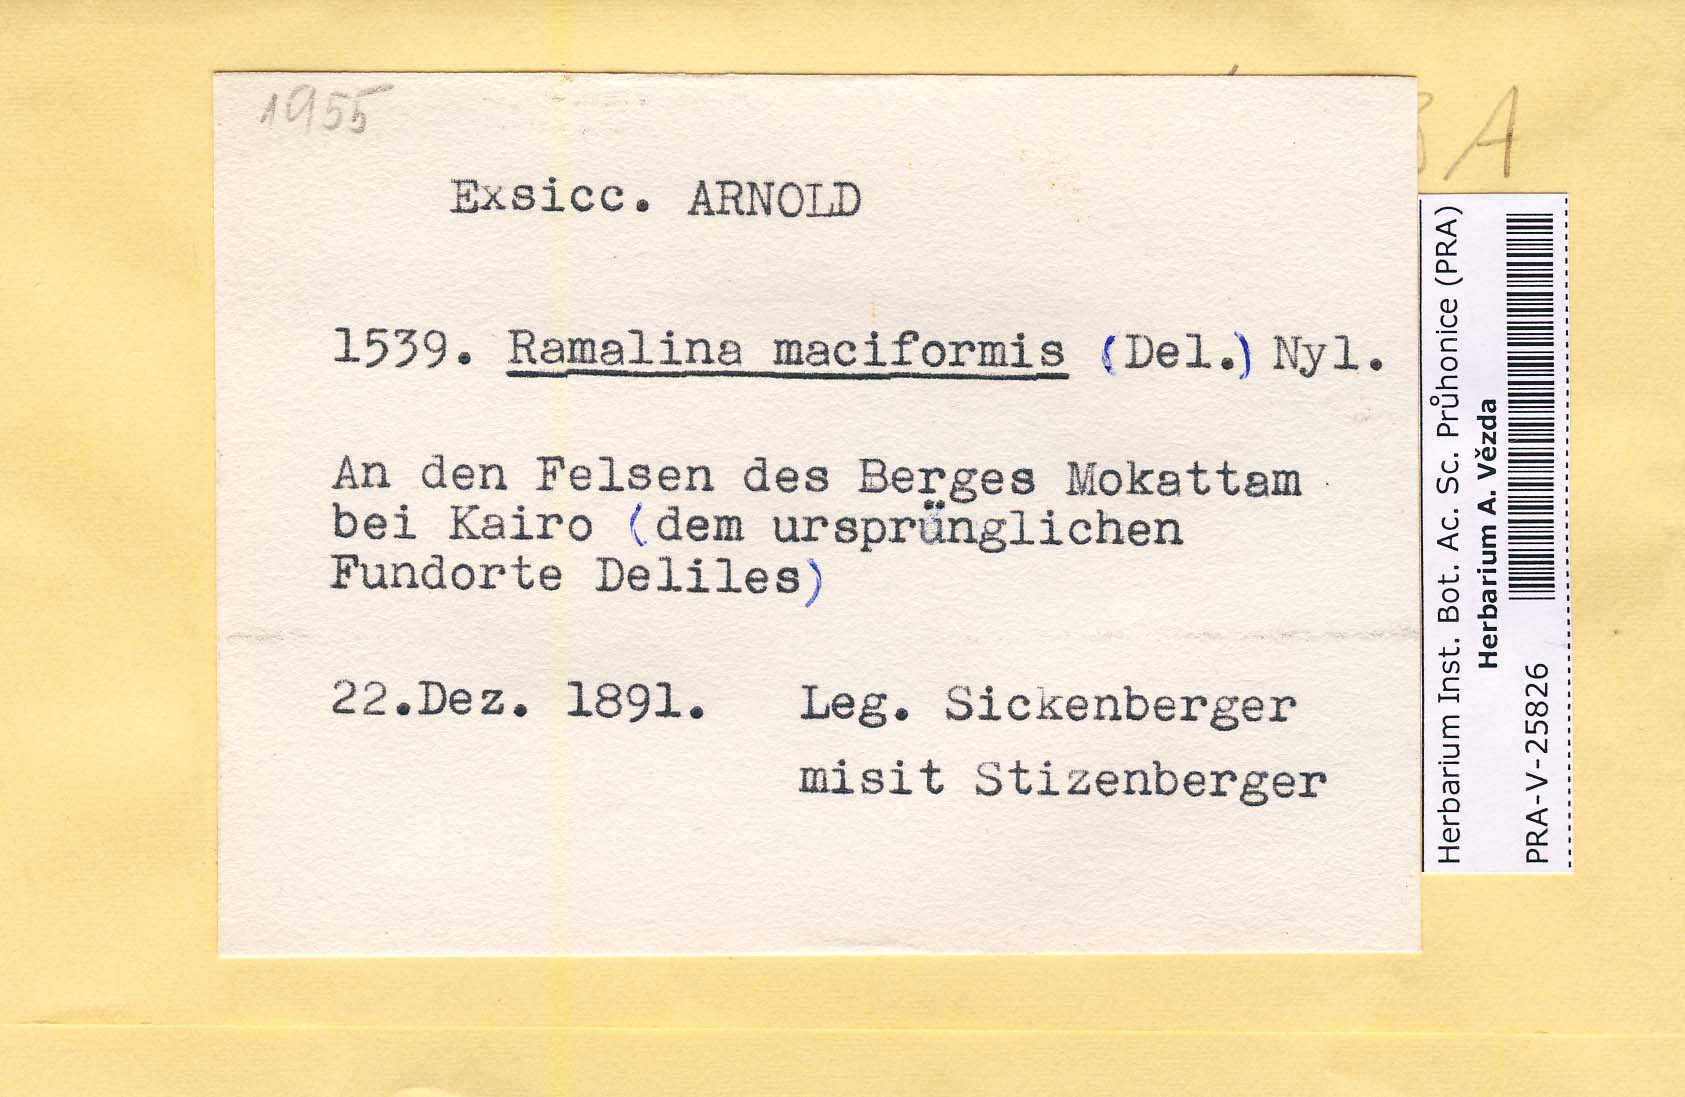 1955
A
Exsicc. ARNOLD
1539. Ramalina maciformis (Del.) Nyl.
An den Felsen des Berges Mokattam
bei Kairo (dem ursprünglichen
Fundorte Deliles)
22.Dez. 1891. Leg. Sickenberger
misit Stizenberger
Herbarium Inst. Bot. Ac. Sc. Průhonice (PRA)
Herbarium A. Vězda
PRA-V-25826